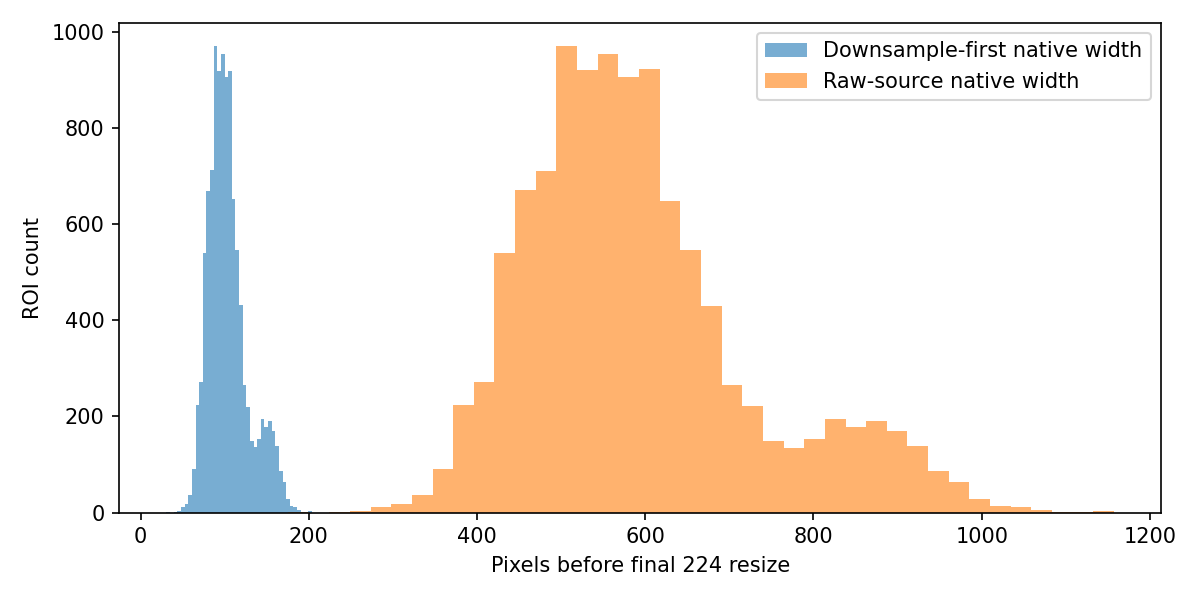 1000
800
600
400
200
0
ROI count
Downsample-first native width
Raw-source native width
0 200 400 600 800 1000 1200
Pixels before final 224 resize